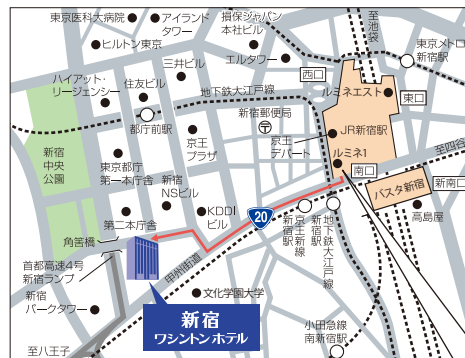 東京医科大病院
アイランド
タワー
損保ジャパン
本社ビル
至池袋
ヒルトン東京
エルタワー
東京メトロ
新宿駅
三井ビル
西口
ハイアット・
リージェンシー
住友ビル
地下鉄大江戸線
ルミネエスト
東口
新宿郵便局
〒
都庁前駅
京王
プラザ
京王
デパート
JR新宿駅
新宿
中央
公園
東京都庁
第一本庁舎
ルミネ1
至四谷
南口
新宿
NSビル
バスタ新宿
新南口
第二本庁舎
KDDI
ビル
20
京王新線
新宿駅
地下鉄大江戸線
新宿駅
高島屋
角筈橋
首都高速4号
新宿ランプ
甲州街道
新宿
パークタワー
文化学園大学
新宿
ワシントンホテル
小田急線
南新宿駅
至八王子